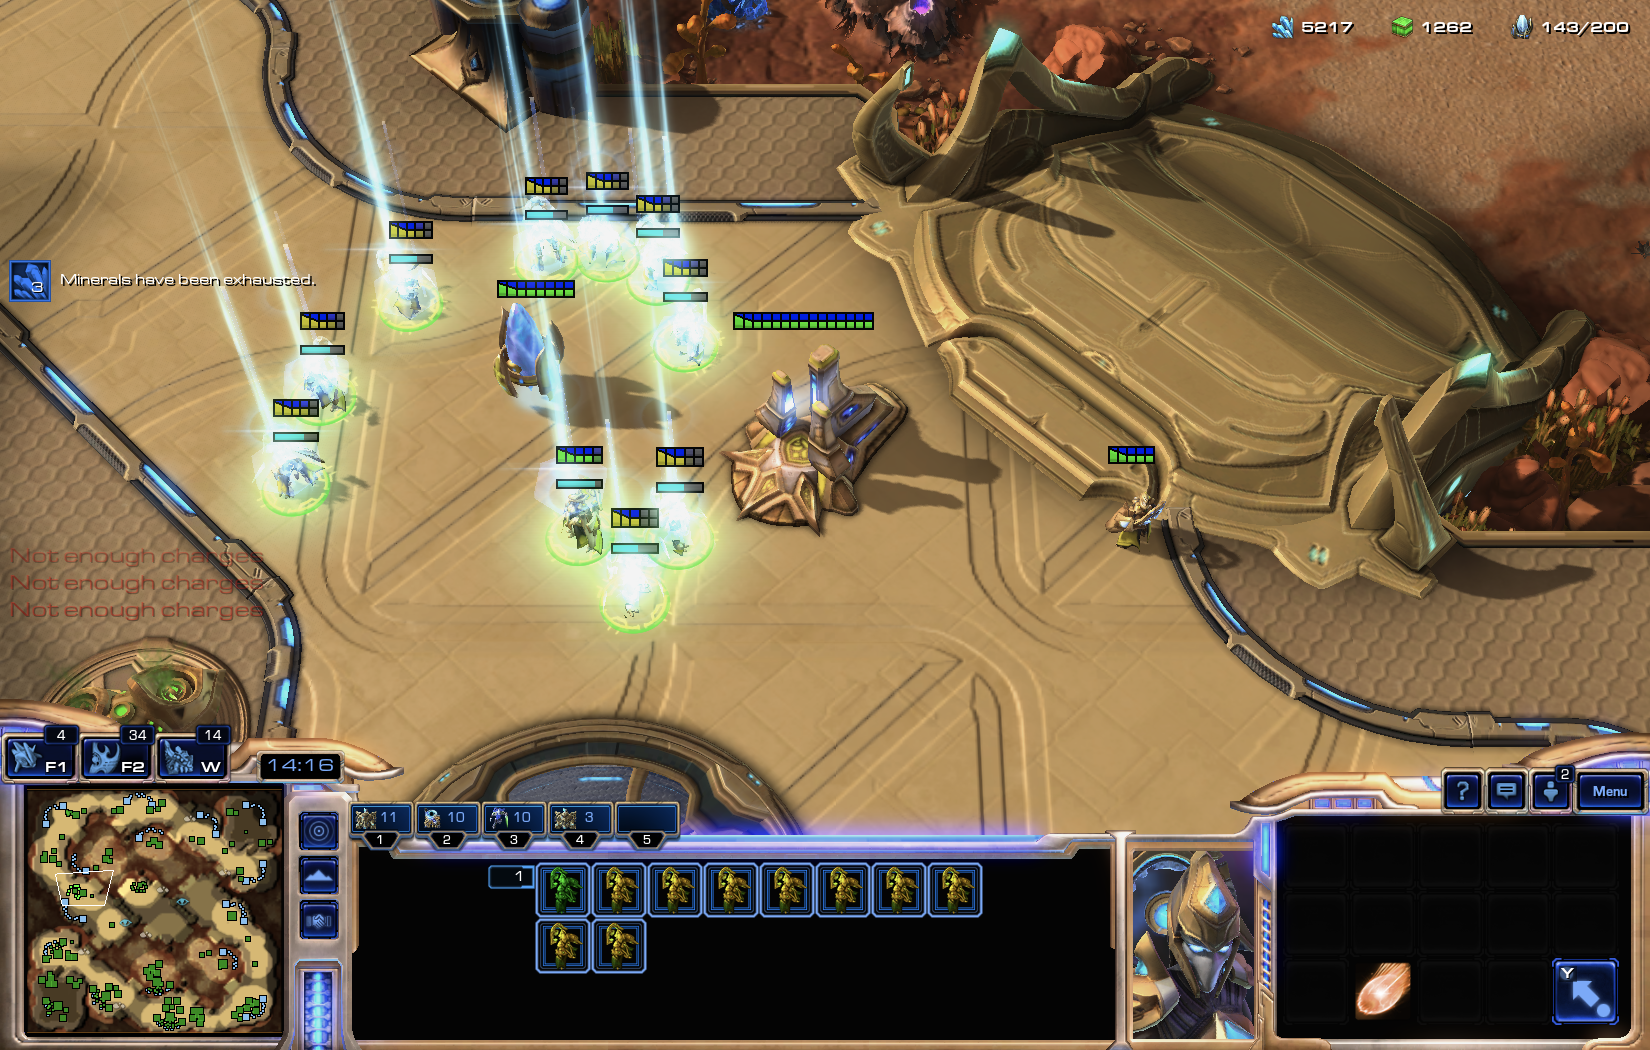 5217 1262 143/200
3 Minerals have been exhausted.
Not enough charges
Not enough charges
Not enough charges
4 34 14
F1 F2 W
14:16
2
? Menu
11 10 10 3
1 2 3 4 5
1
Y